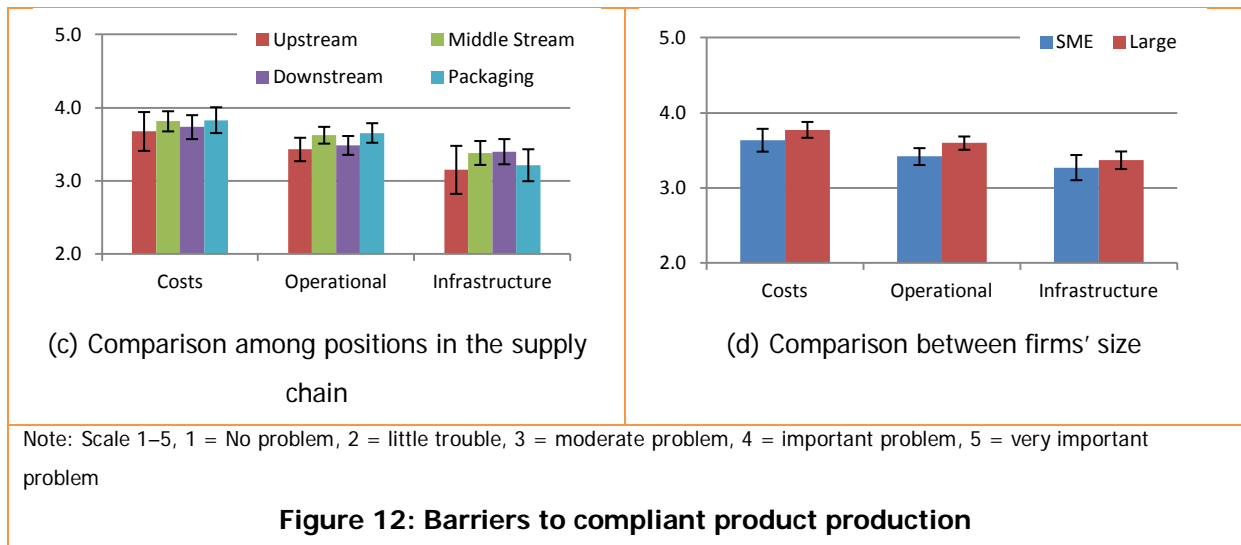 5.0
Upstream
Middle Stream
Downstream
Packaging
4.0
3.0
2.0
Costs
Operational
Infrastructure
(c) Comparison among positions in the supply
chain
5.0
SME
Large
4.0
3.0
2.0
Costs
Operational
Infrastructure
(d) Comparison between firms’ size
Note: Scale 1–5, 1 = No problem, 2 = little trouble, 3 = moderate problem, 4 = important problem, 5 = very important
problem
Figure 12: Barriers to compliant product production